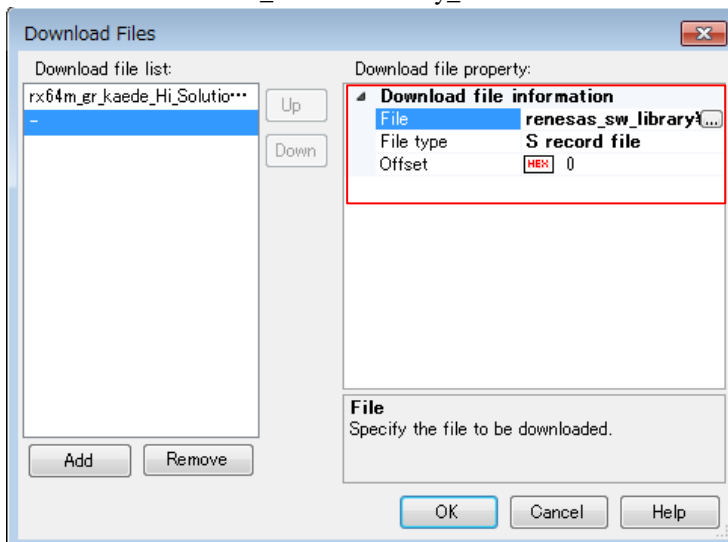 Download Files
Download file list:
rx64m_gr_kaede_Hi_Solutio…
-
Up
Down
Add
Remove
Download file property:
Download file information
File renesas_sw_library¥ ...
File type S record file
Offset HEX 0
File
Specify the file to be downloaded.
OK
Cancel
Help